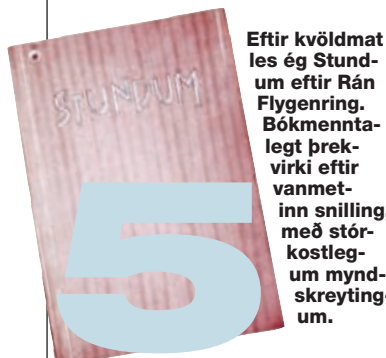 STUNDUM
5
Eftir kvöldmat
les ég Stund-
um eftir Rán
Flygenring.
Bókmennta-
legt þrek-
virki eftir
vanmet-
inn snilling,
með stór-
kostleg-
um mynd-
skreyting-
um.